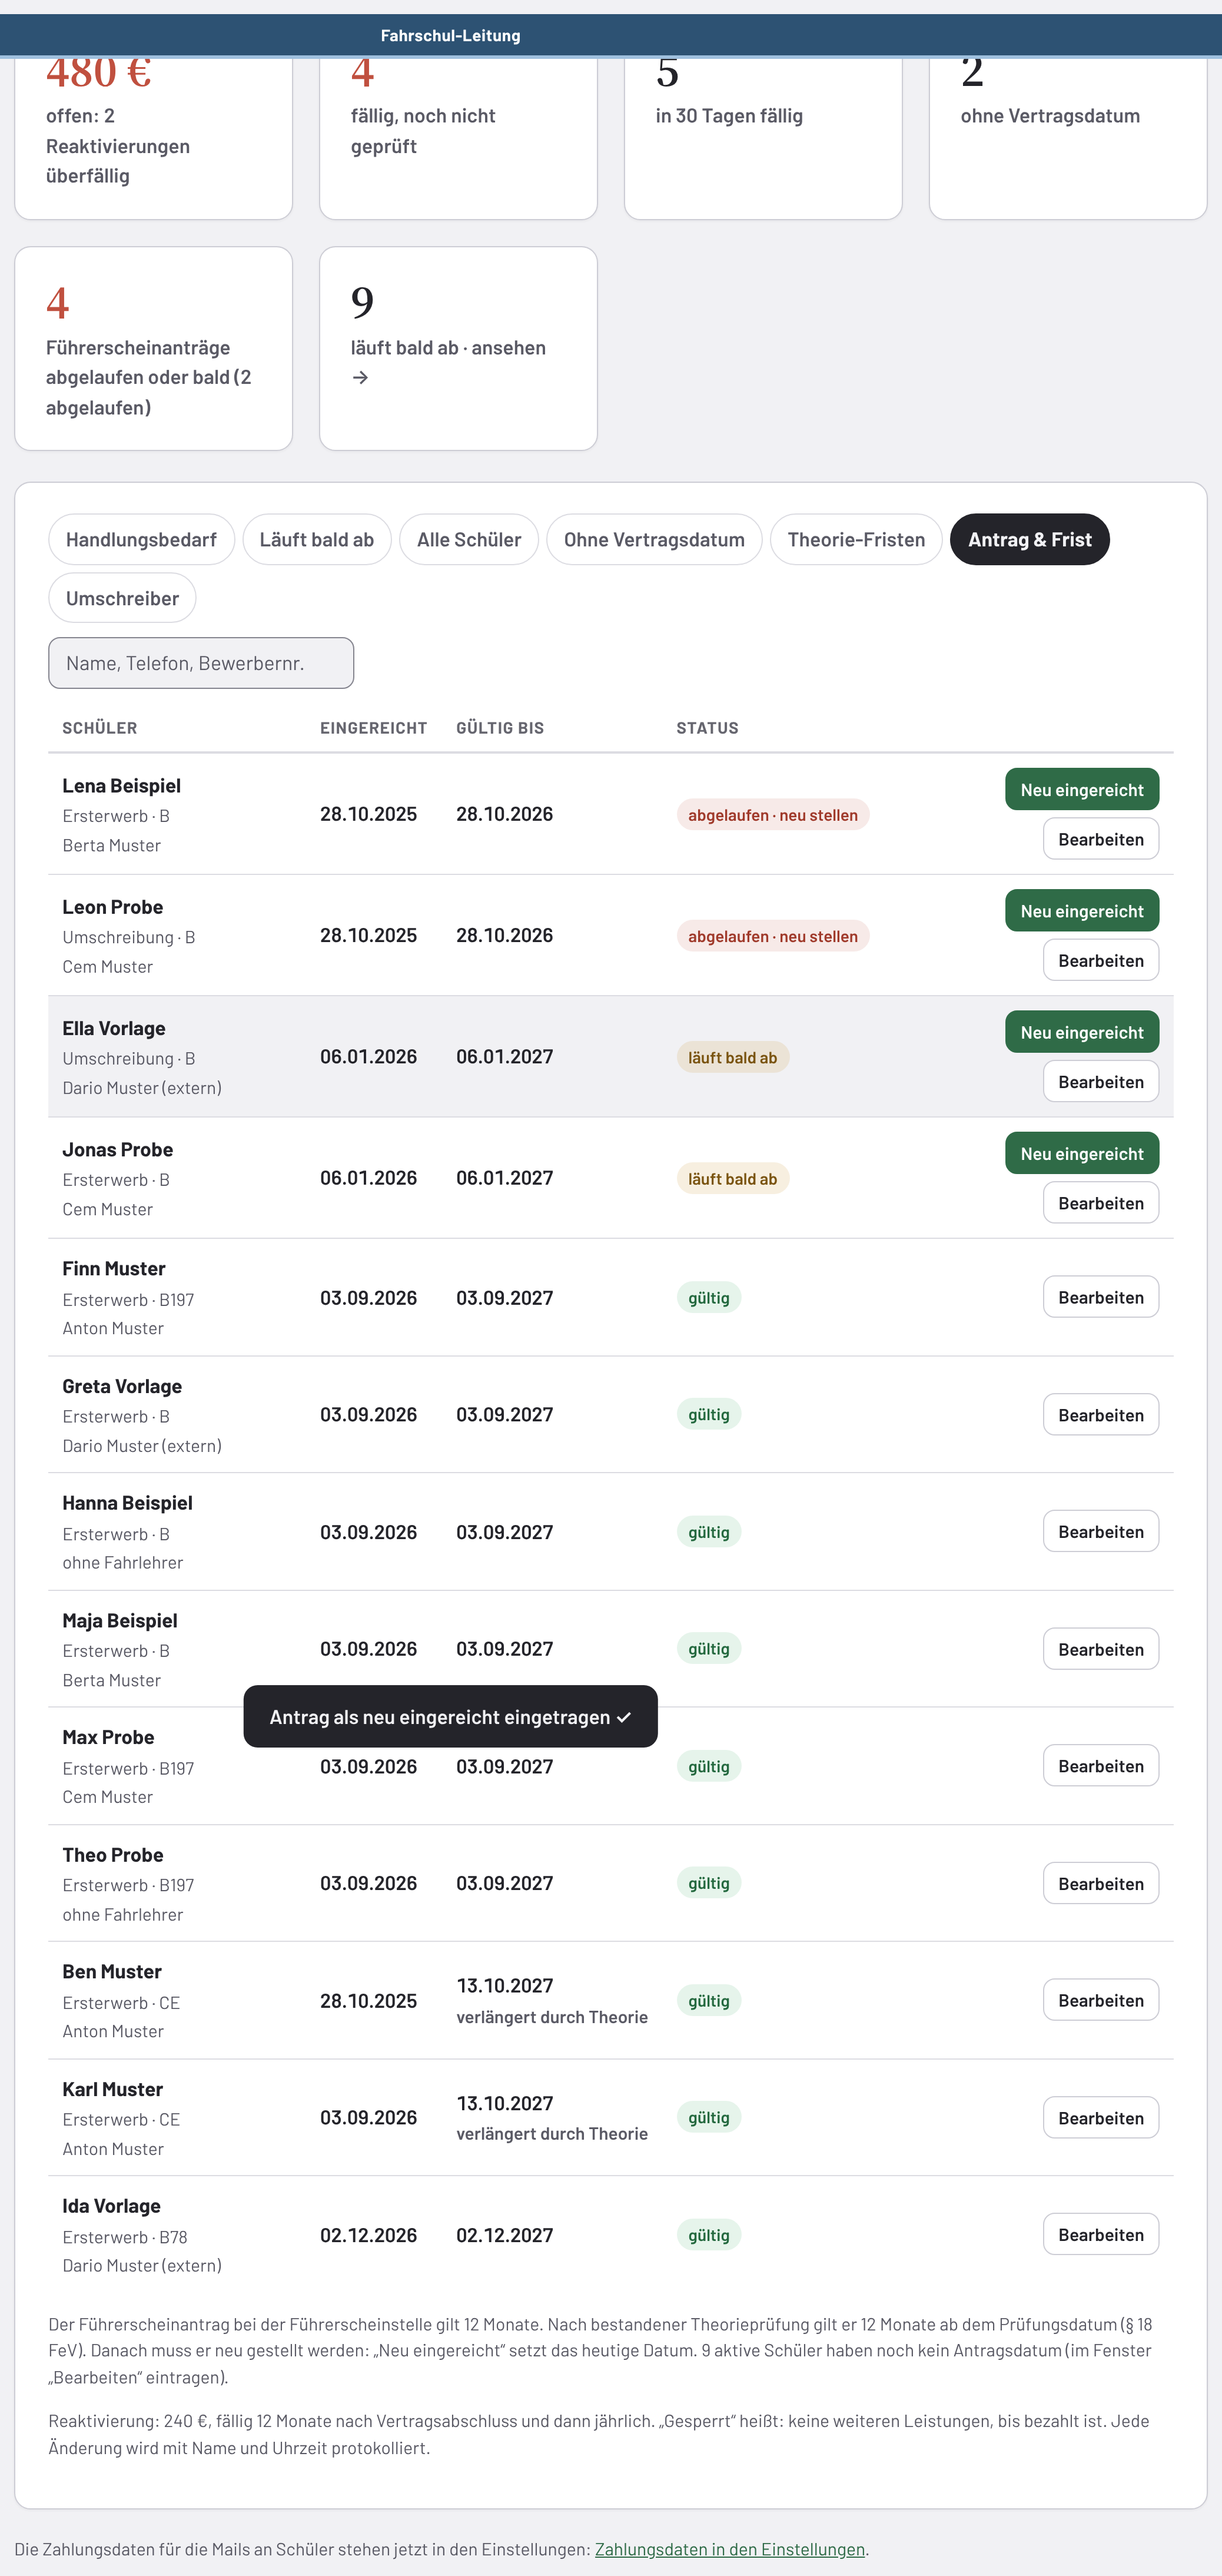 Fahrschul-Leitung
480 €
offen: 2
Reaktivierungen
überfällig
4
fällig, noch nicht
geprüft
5
in 30 Tagen fällig
2
ohne Vertragsdatum
4
Führerscheinanträge
abgelaufen oder bald (2
abgelaufen)
9
läuft bald ab · ansehen
→
Handlungsbedarf
Läuft bald ab
Alle Schüler
Ohne Vertragsdatum
Theorie-Fristen
Antrag & Frist
Umschreiber
Name, Telefon, Bewerbernr.
SCHÜLER EINGEREICHT GÜLTIG BIS STATUS
Lena Beispiel
Ersterwerb · B
Berta Muster
28.10.2025
28.10.2026
abgelaufen · neu stellen
Neu eingereicht
Bearbeiten
Leon Probe
Umschreibung · B
Cem Muster
28.10.2025
28.10.2026
abgelaufen · neu stellen
Neu eingereicht
Bearbeiten
Ella Vorlage
Umschreibung · B
Dario Muster (extern)
06.01.2026
06.01.2027
läuft bald ab
Neu eingereicht
Bearbeiten
Jonas Probe
Ersterwerb · B
Cem Muster
06.01.2026
06.01.2027
läuft bald ab
Neu eingereicht
Bearbeiten
Finn Muster
Ersterwerb · B197
Anton Muster
03.09.2026
03.09.2027
gültig
Bearbeiten
Greta Vorlage
Ersterwerb · B
Dario Muster (extern)
03.09.2026
03.09.2027
gültig
Bearbeiten
Hanna Beispiel
Ersterwerb · B
ohne Fahrlehrer
03.09.2026
03.09.2027
gültig
Bearbeiten
Maja Beispiel
Ersterwerb · B
Berta Muster
03.09.2026
03.09.2027
gültig
Bearbeiten
Antrag als neu eingereicht eingetragen ✓
Max Probe
Ersterwerb · B197
Cem Muster
03.09.2026
03.09.2027
gültig
Bearbeiten
Theo Probe
Ersterwerb · B197
ohne Fahrlehrer
03.09.2026
03.09.2027
gültig
Bearbeiten
Ben Muster
Ersterwerb · CE
Anton Muster
28.10.2025
13.10.2027
verlängert durch Theorie
gültig
Bearbeiten
Karl Muster
Ersterwerb · CE
Anton Muster
03.09.2026
13.10.2027
verlängert durch Theorie
gültig
Bearbeiten
Ida Vorlage
Ersterwerb · B78
Dario Muster (extern)
02.12.2026
02.12.2027
gültig
Bearbeiten
Der Führerscheinantrag bei der Führerscheinstelle gilt 12 Monate. Nach bestandener Theorieprüfung gilt er 12 Monate ab dem Prüfungsdatum (§ 18
FeV). Danach muss er neu gestellt werden: „Neu eingereicht“ setzt das heutige Datum. 9 aktive Schüler haben noch kein Antragsdatum (im Fenster
„Bearbeiten“ eintragen).
Reaktivierung: 240 €, fällig 12 Monate nach Vertragsabschluss und dann jährlich. „Gesperrt“ heißt: keine weiteren Leistungen, bis bezahlt ist. Jede
Änderung wird mit Name und Uhrzeit protokolliert.
Die Zahlungsdaten für die Mails an Schüler stehen jetzt in den Einstellungen: Zahlungsdaten in den Einstellungen.